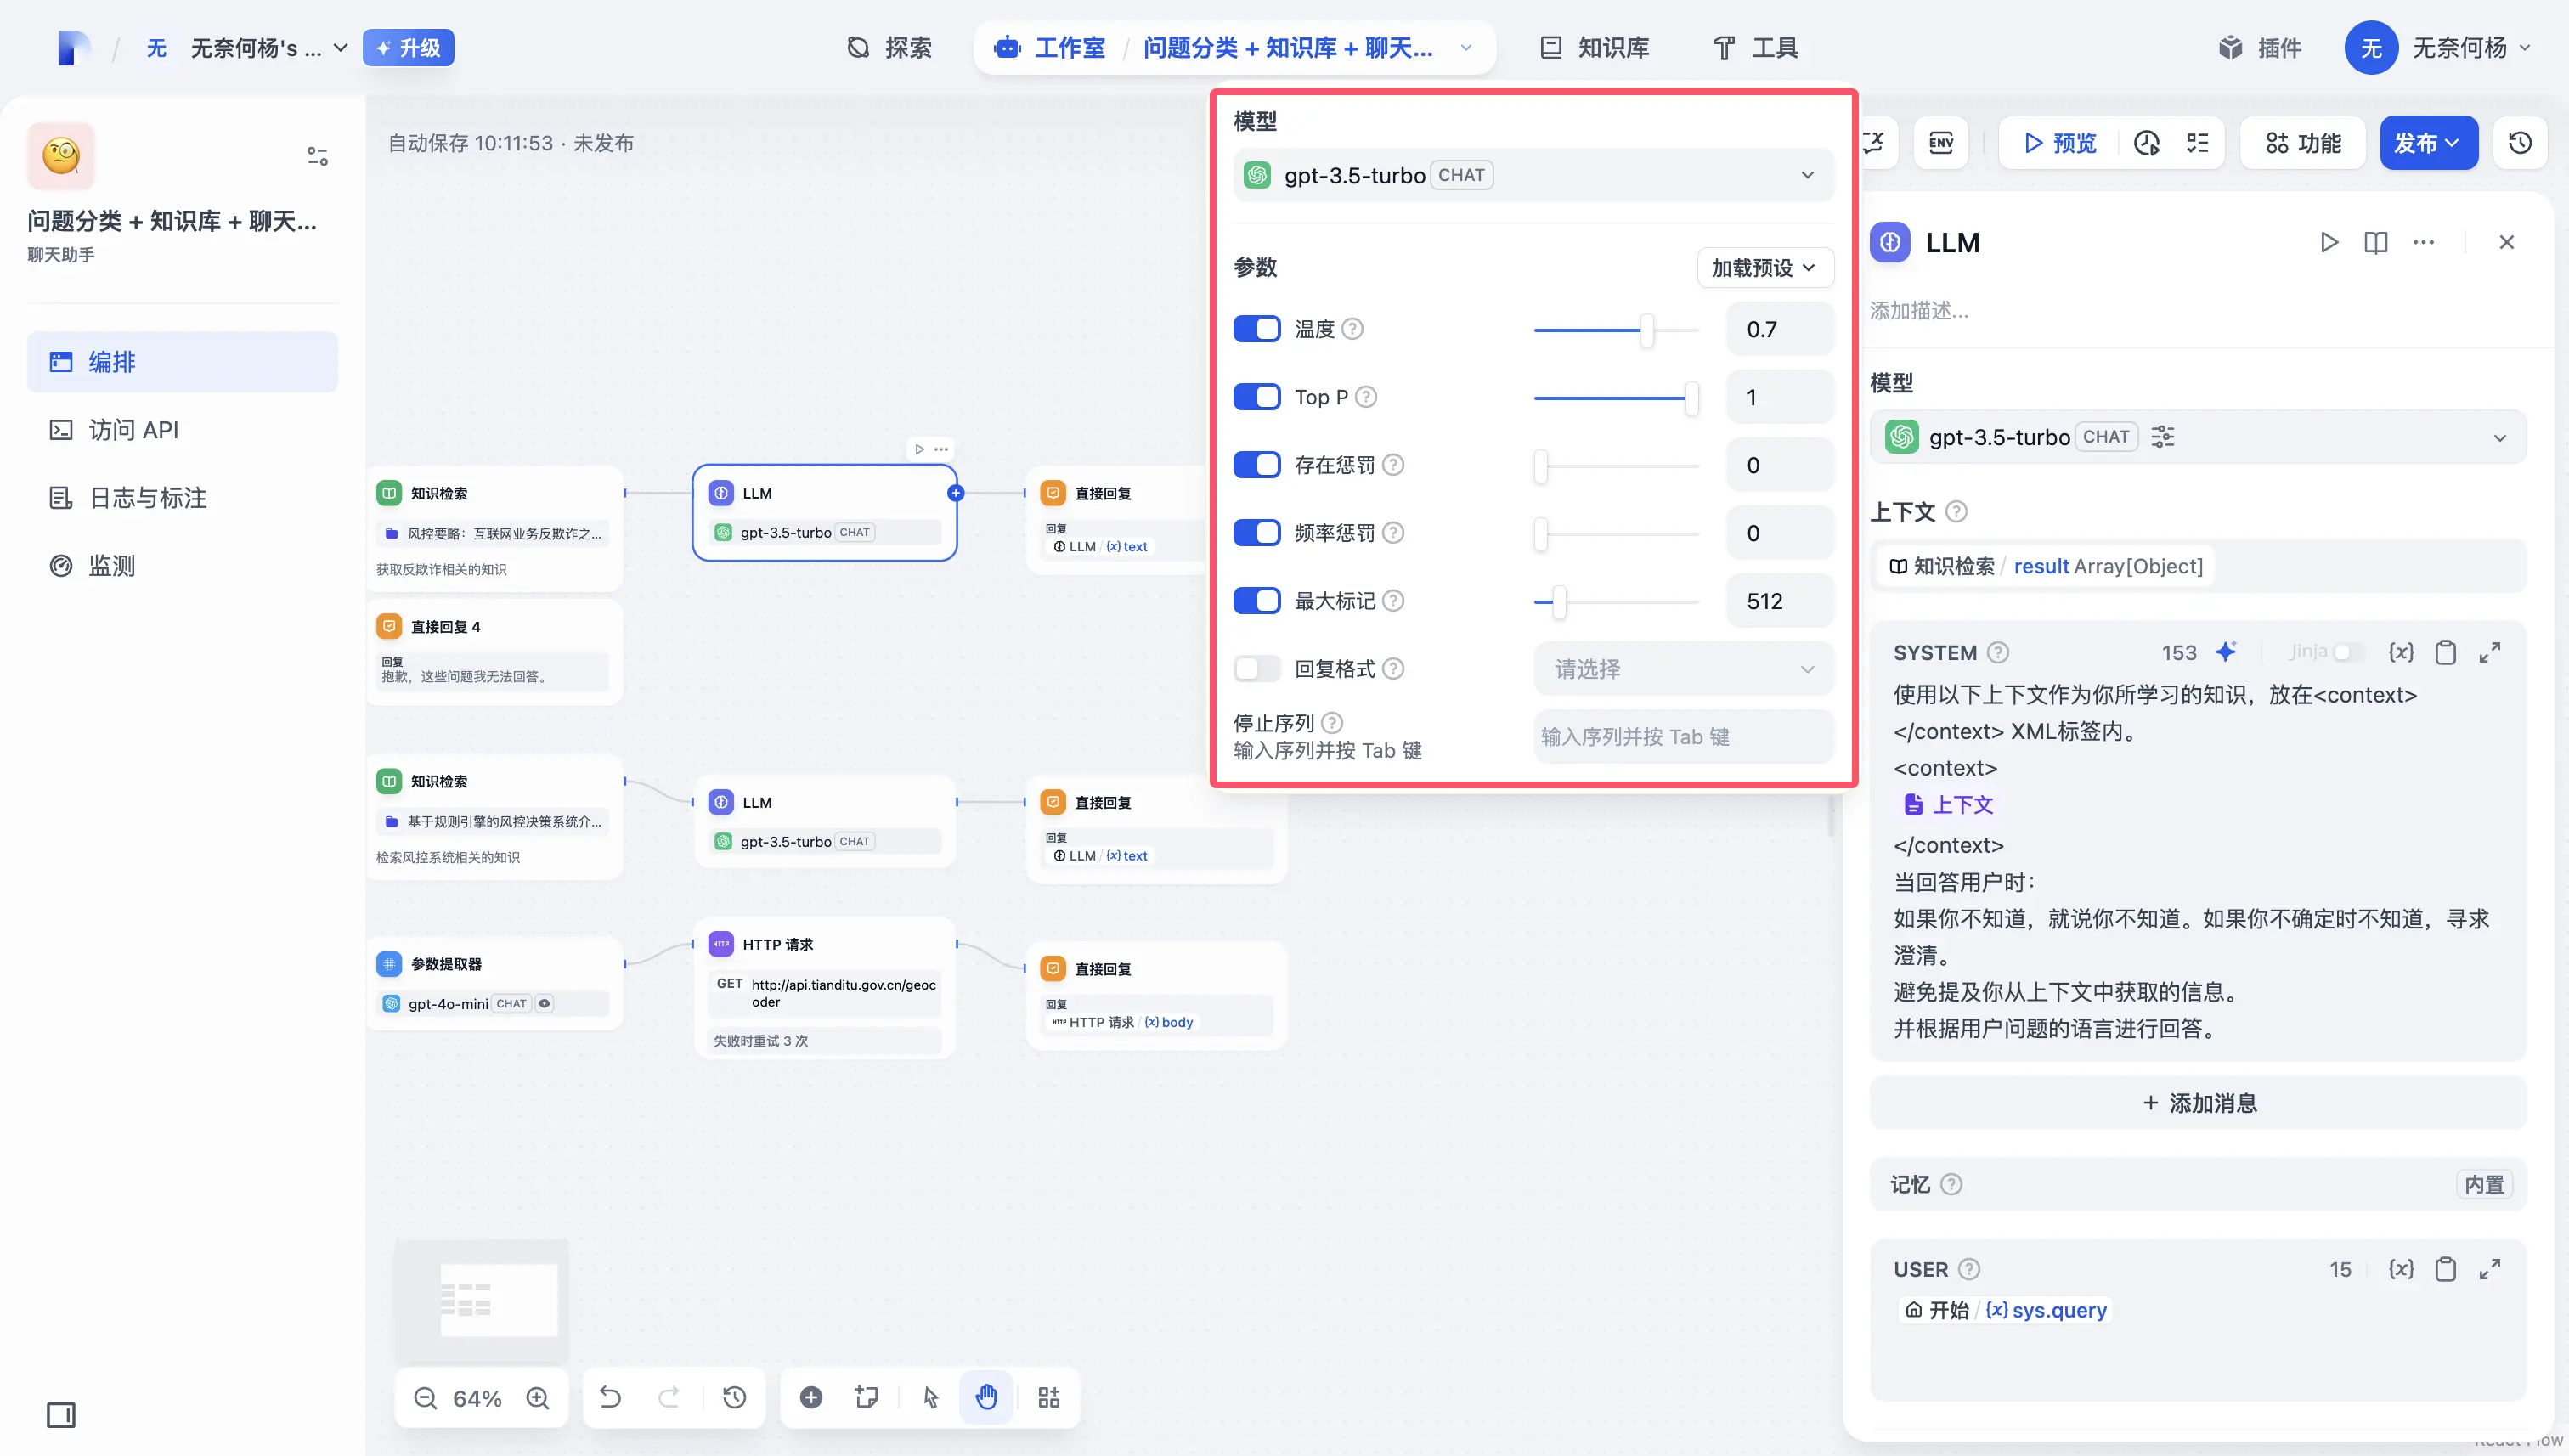 无 无奈何杨's ... 升级
探索
工作室 / 问题分类 + 知识库 + 聊天...
知识库
工具
插件
无 无奈何杨
问题分类 + 知识库 + 聊天...
聊天助手
编排
访问 API
日志与标注
监测
自动保存 10:11:53 · 未发布
ENV
预览
功能
发布
知识检索
风控要略：互联网业务反欺诈之...
获取反欺诈相关的知识
LLM
gpt-3.5-turbo CHAT
直接回复
回复
LLM / {x} text
直接回复 4
回复
抱歉，这些问题我无法回答。
知识检索
基于规则引擎的风控决策系统介...
检索风控系统相关的知识
LLM
gpt-3.5-turbo CHAT
直接回复
回复
LLM / {x} text
参数提取器
gpt-4o-mini CHAT
HTTP HTTP 请求
GET http://api.tianditu.gov.cn/geoc
oder
失败时重试 3 次
直接回复
回复
HTTP HTTP 请求 / {x} body
64%
模型
gpt-3.5-turbo CHAT
参数
加载预设
温度 0.7
Top P 1
存在惩罚 0
频率惩罚 0
最大标记 512
回复格式 请选择
停止序列
输入序列并按 Tab 键
输入序列并按 Tab 键
LLM
添加描述...
模型
gpt-3.5-turbo CHAT
上下文
知识检索 / result Array[Object]
SYSTEM 153 Jinja {x}
使用以下上下文作为你所学习的知识，放在<context>
</context> XML标签内。
<context>
上下文
</context>
当回答用户时：
如果你不知道，就说你不知道。如果你不确定时不知道，寻求
澄清。
避免提及你从上下文中获取的信息。
并根据用户问题的语言进行回答。
+ 添加消息
记忆 内置
USER 15 {x}
开始 / {x} sys.query
React Flow